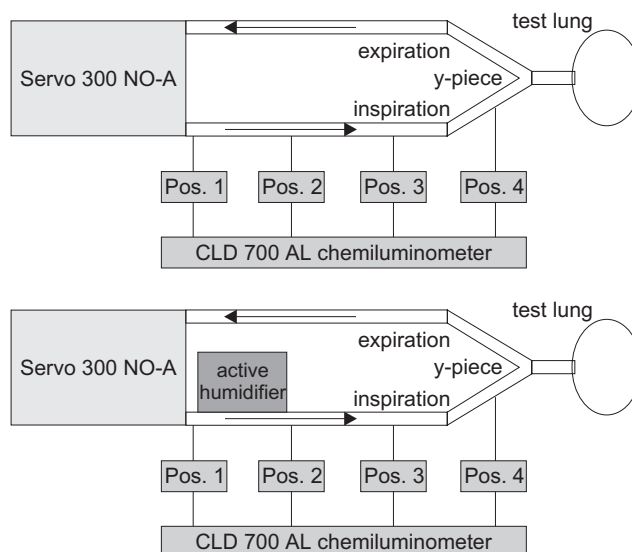 test lung
expiration
Servo 300 NO-A
y-piece
inspiration
Pos. 1 Pos. 2 Pos. 3 Pos. 4
CLD 700 AL chemiluminometer
test lung
expiration
Servo 300 NO-A
active
humidifier
y-piece
inspiration
Pos. 1 Pos. 2 Pos. 3 Pos. 4
CLD 700 AL chemiluminometer